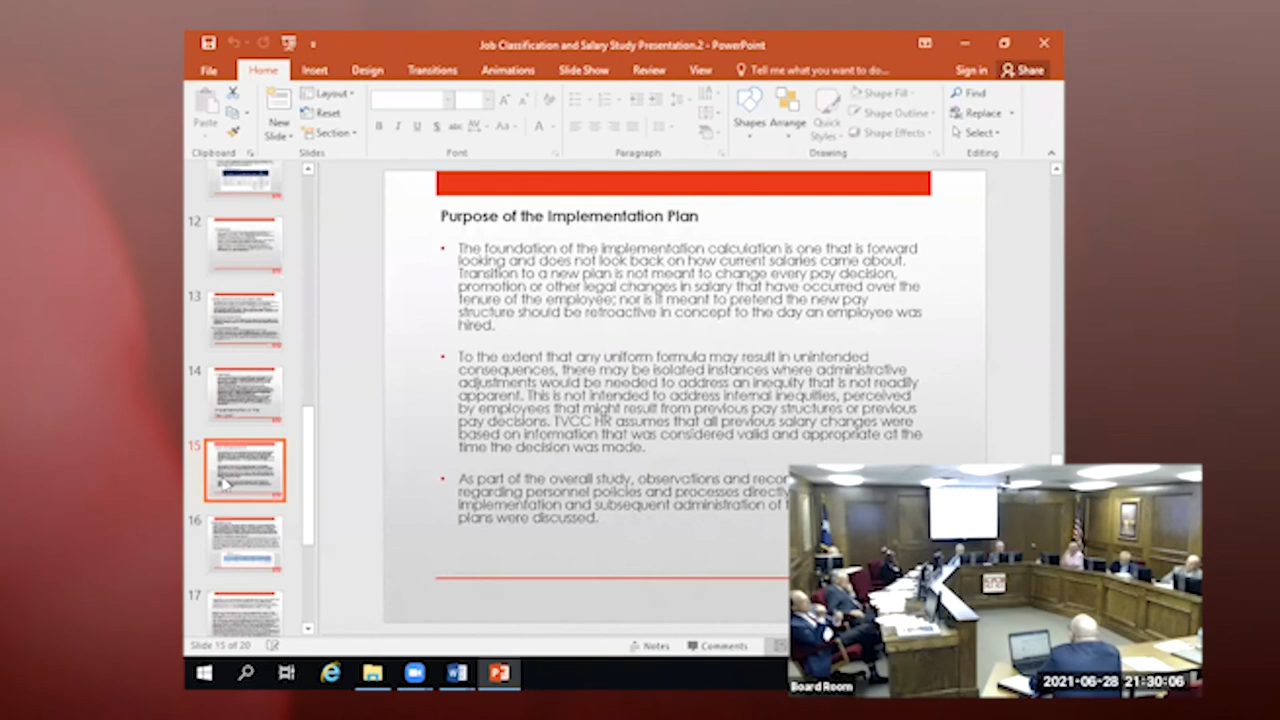 Job Classification and Salary Study Presentation.2 - PowerPoint
File Home Insert Design Transitions Animations Slide Show Review View Tell me what you want to do... Sign in Share
Paste
New
Slide
Layout
Reset
Section
Shapes Arrange Quick
Styles
Shape Fill
Shape Outline
Shape Effects
Find
Replace
Select
Clipboard Slides Font Paragraph Drawing Editing
12
13
14
15
16
17
Purpose of the Implementation Plan
The foundation of the implementation calculation is one that is forward
looking and does not look back on how current salaries came about.
Transition to a new plan is not meant to change every pay decision,
promotion or other legal changes in salary that have occurred over the
tenure of the employee; nor is it meant to pretend the new pay
structure should be retroactive in concept to the day an employee was
hired.
To the extent that any uniform formula may result in unintended
consequences, there may be isolated instances where administrative
adjustments would be needed to address an inequity that is not readily
apparent. This is not intended to address internal inequities, perceived
by employees that might result from previous pay structures or previous
pay decisions. TVCC HR assumes that all previous salary changes were
based on information that was considered valid and appropriate at the
time the decision was made.
As part of the overall study, observations and recom
regarding personnel policies and processes directly
implementation and subsequent administration of
plans were discussed.
Slide 15 of 20
Notes Comments
Board Room
2021-06-28 21:30:06